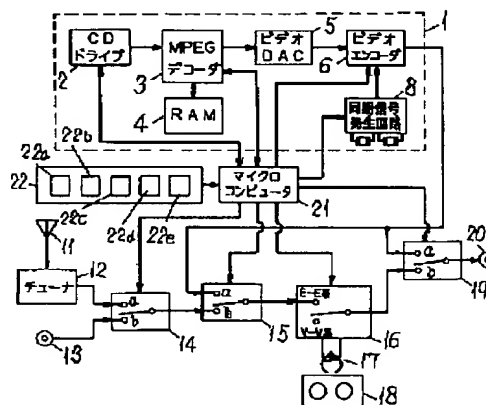 1
CD
ドライブ
2
MPEG
デコーダ
3
RAM
4
5
ビデオ
DAC
ビデオ
エンコーダ
6
8
同期信号
発生回路
22
22a
22b
22c
22d
22e
マイクロ
コンピュータ
21
11
チューナ
12
13
a
b
14
a
B
15
E-E系
V-V系
16
17
18
a
b
19
20